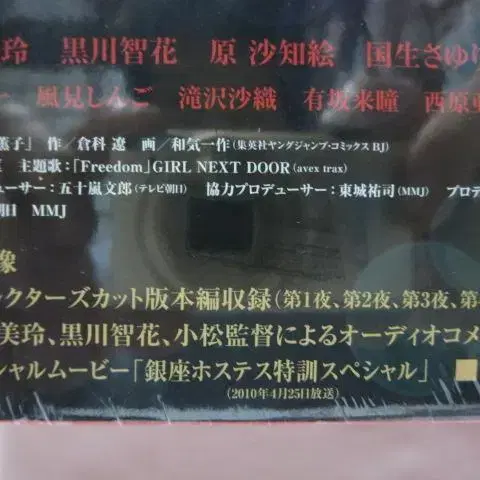 玲 黒川智花 原 沙知絵 国生さゆり
風見しんご 滝沢沙織 有坂来瞳 西原亜
薫子』 作/倉科 遼 画/和気一作(集英社ヤングジャンプ・コミックス BJ)
主題歌:「Freedom」GIRL NEXT DOOR(avex trax)
ューサー:五十嵐文郎(テレビ朝日) 協力プロデューサー:東城祐司(MMJ) プロデ
朝日 MMJ
像
クターズカット版本編収録(第1夜、第2夜、第3夜、第4
美玲、黒川智花、小松監督によるオーディオコメ
シャルムービー「銀座ホステス特訓スペシャル」 ■
(2010年4月25日放送)